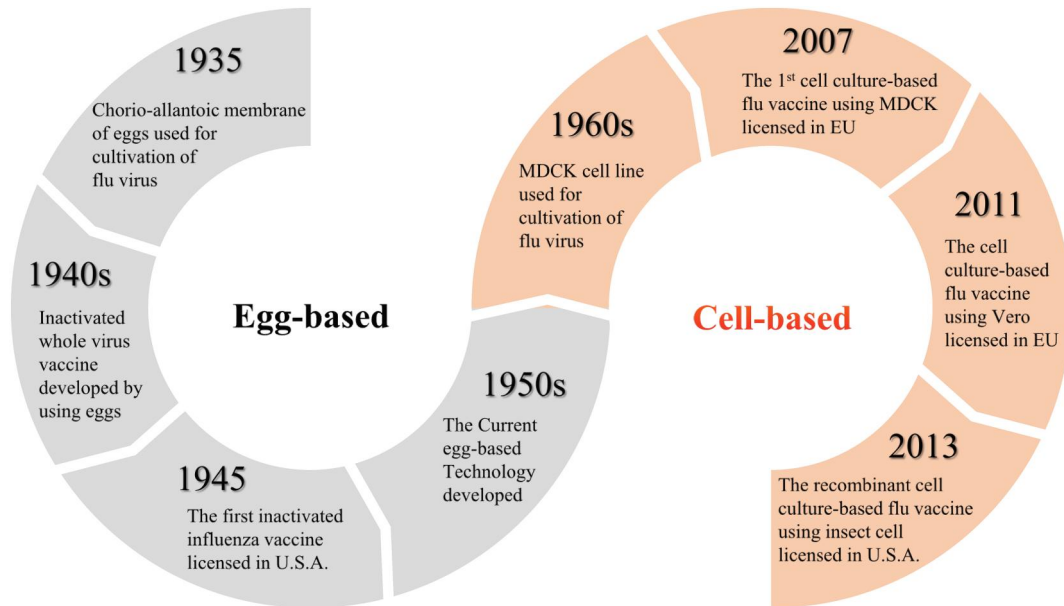 1935
Chorio-allantoic membrane
of eggs used for
cultivation of
flu virus
1940s
Inactivated
whole virus
vaccine
developed by
using eggs
1945
The first inactivated
influenza vaccine
licensed in U.S.A.
1950s
The Current
egg-based
Technology
developed
Egg-based
1960s
MDCK cell line
used for
cultivation of
flu virus
2007
The 1st cell culture-based
flu vaccine using MDCK
licensed in EU
2011
The cell
culture-based
flu vaccine
using Vero
licensed in EU
2013
The recombinant cell
culture-based flu vaccine
using insect cell
licensed in U.S.A.
Cell-based